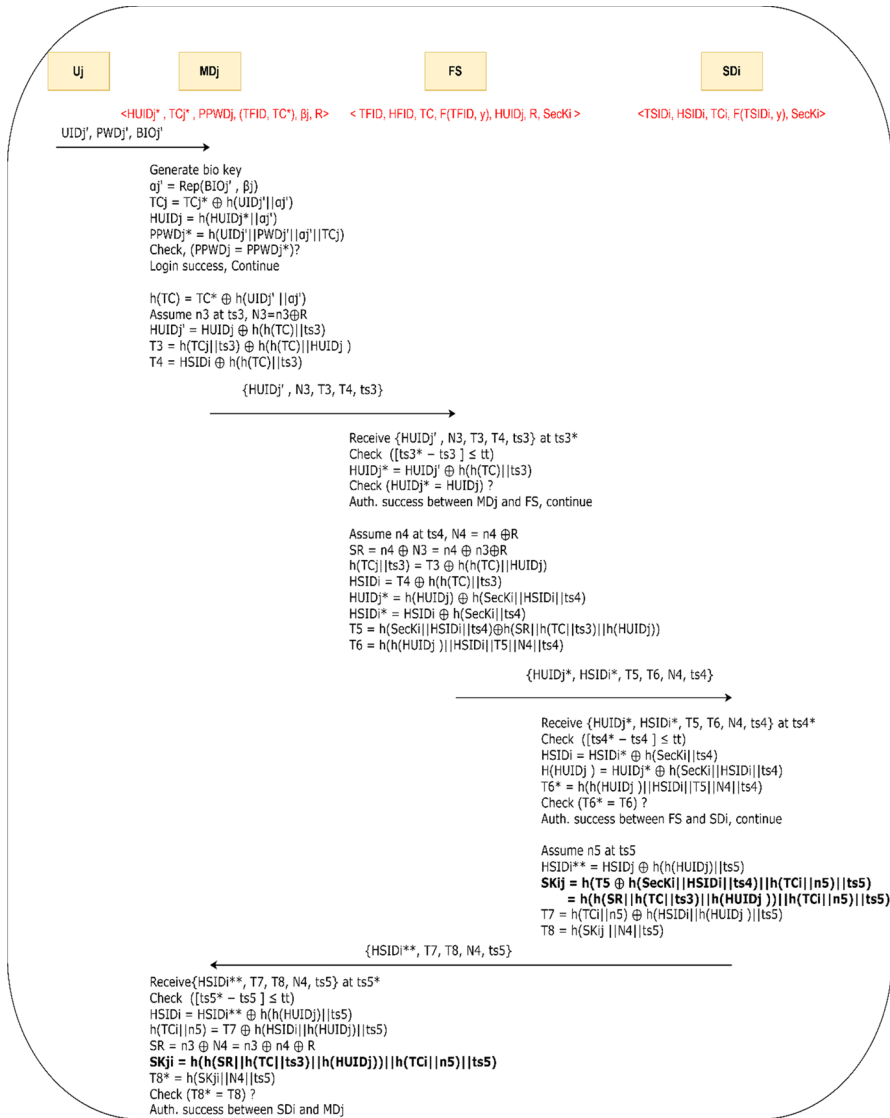 Uj
MDj
FS
SDi
<HUIDj* , TCj* , PPWDj, (TFID, TC*), βj, R>
< TFID, HFID, TC, F(TFID, y), HUIDj, R, SecKi >
<TSIDi, HSIDi, TCi, F(TSIDi, y), SecKi>
UIDj', PWDj', BIOj'
Generate bio key
αj' = Rep(BIOj' , βj)
TCj = TCj* ⊕ h(UIDj'||αj')
HUIDj = h(HUIDj*||αj')
PPWDj* = h(UIDj'||PWDj'||αj'||TCj)
Check, (PPWDj = PPWDj*)?
Login success, Continue
h(TC) = TC* ⊕ h(UIDj' ||αj')
Assume n3 at ts3, N3=n3⊕R
HUIDj' = HUIDj ⊕ h(h(TC)||ts3)
T3 = h(TCj||ts3) ⊕ h(h(TC)||HUIDj )
T4 = HSIDi ⊕ h(h(TC)||ts3)
{HUIDj' , N3, T3, T4, ts3}
Receive {HUIDj' , N3, T3, T4, ts3} at ts3*
Check ([ts3* - ts3 ] ≤ tt)
HUIDj* = HUIDj' ⊕ h(h(TC)||ts3)
Check (HUIDj* = HUIDj) ?
Auth. success between MDj and FS, continue
Assume n4 at ts4, N4 = n4 ⊕R
SR = n4 ⊕ N3 = n4 ⊕ n3⊕R
h(TCj||ts3) = T3 ⊕ h(h(TC)||HUIDj)
HSIDi = T4 ⊕ h(h(TC)||ts3)
HUIDj* = h(HUIDj) ⊕ h(SecKi||HSIDi||ts4)
HSIDi* = HSIDi ⊕ h(SecKi||ts4)
T5 = h(SecKi||HSIDi||ts4)⊕h(SR||h(TC||ts3)||h(HUIDj))
T6 = h(h(HUIDj )||HSIDi||T5||N4||ts4)
{HUIDj*, HSIDi*, T5, T6, N4, ts4}
Receive {HUIDj*, HSIDi*, T5, T6, N4, ts4} at ts4*
Check ([ts4* - ts4 ] ≤ tt)
HSIDi = HSIDi* ⊕ h(SecKi||ts4)
H(HUIDj ) = HUIDj* ⊕ h(SecKi||HSIDi||ts4)
T6* = h(h(HUIDj )||HSIDi||T5||N4||ts4)
Check (T6* = T6) ?
Auth. success between FS and SDi, continue
Assume n5 at ts5
HSIDi** = HSIDj ⊕ h(h(HUIDj)||ts5)
SKij = h(T5 ⊕ h(SecKi||HSIDi||ts4)||h(TCi||n5)||ts5)
= h(h(SR||h(TC||ts3)||h(HUIDj ))||h(TCi||n5)||ts5)
T7 = h(TCi||n5) ⊕ h(HSIDi||h(HUIDj )||ts5)
T8 = h(SKij ||N4||ts5)
{HSIDi**, T7, T8, N4, ts5}
Receive{HSIDi**, T7, T8, N4, ts5} at ts5*
Check ([ts5* - ts5 ] ≤ tt)
HSIDi = HSIDi** ⊕ h(h(HUIDj)||ts5)
h(TCi||n5) = T7 ⊕ h(HSIDi||h(HUIDj)||ts5)
SR = n3 ⊕ N4 = n3 ⊕ n4 ⊕ R
SKji = h(h(SR||h(TC||ts3)||h(HUIDj))||h(TCi||n5)||ts5)
T8* = h(SKji||N4||ts5)
Check (T8* = T8) ?
Auth. success between SDi and MDj